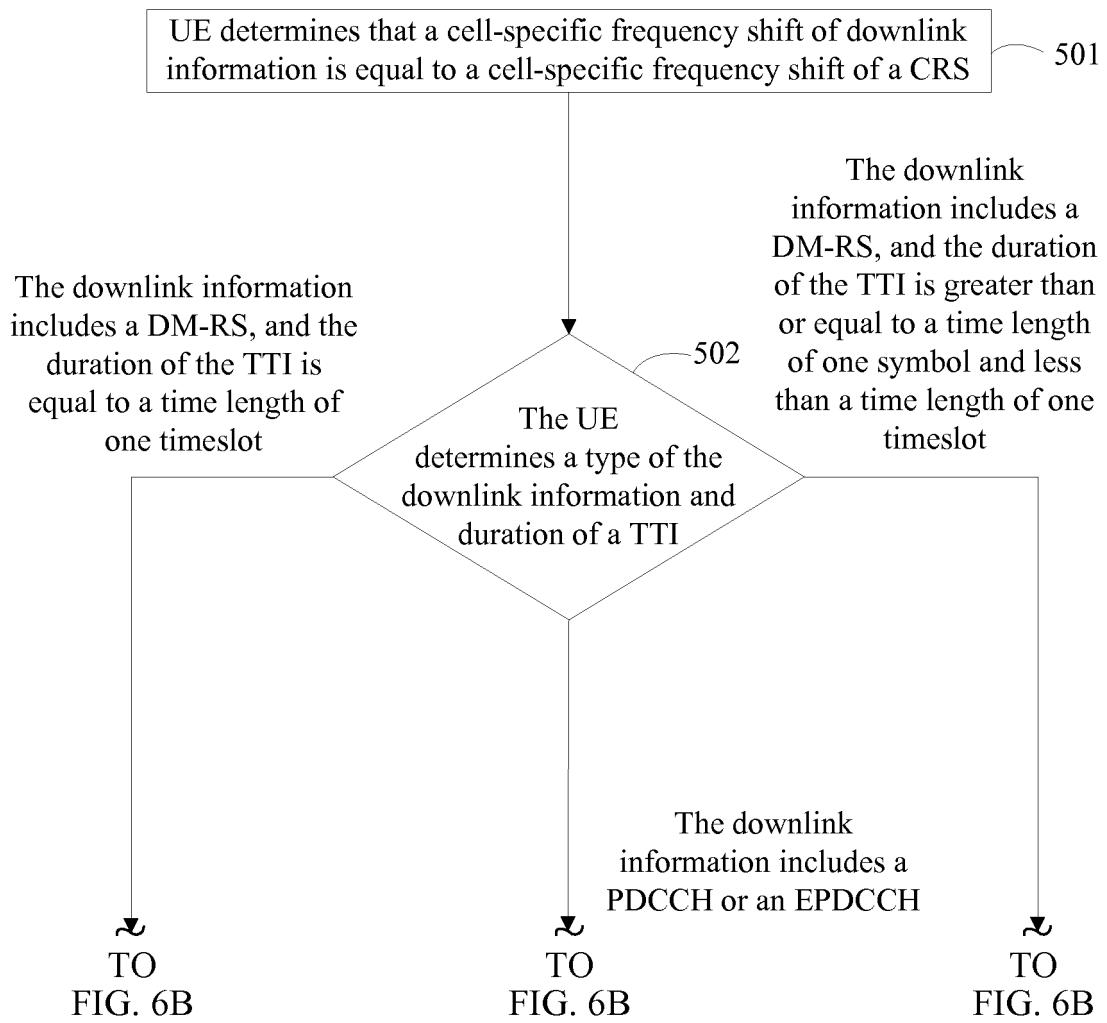 UE determines that a cell-specific frequency shift of downlink
information is equal to a cell-specific frequency shift of a CRS
501
The downlink
information includes a
DM-RS, and the duration
of the TTI is greater than
or equal to a time length
of one symbol and less
than a time length of one
timeslot
The downlink information
includes a DM-RS, and the
duration of the TTI is
equal to a time length of
one timeslot
502
The UE
determines a type of the
downlink information and
duration of a TTI
The downlink
information includes a
PDCCH or an EPDCCH
TO
FIG. 6B
TO
FIG. 6B
TO
FIG. 6B